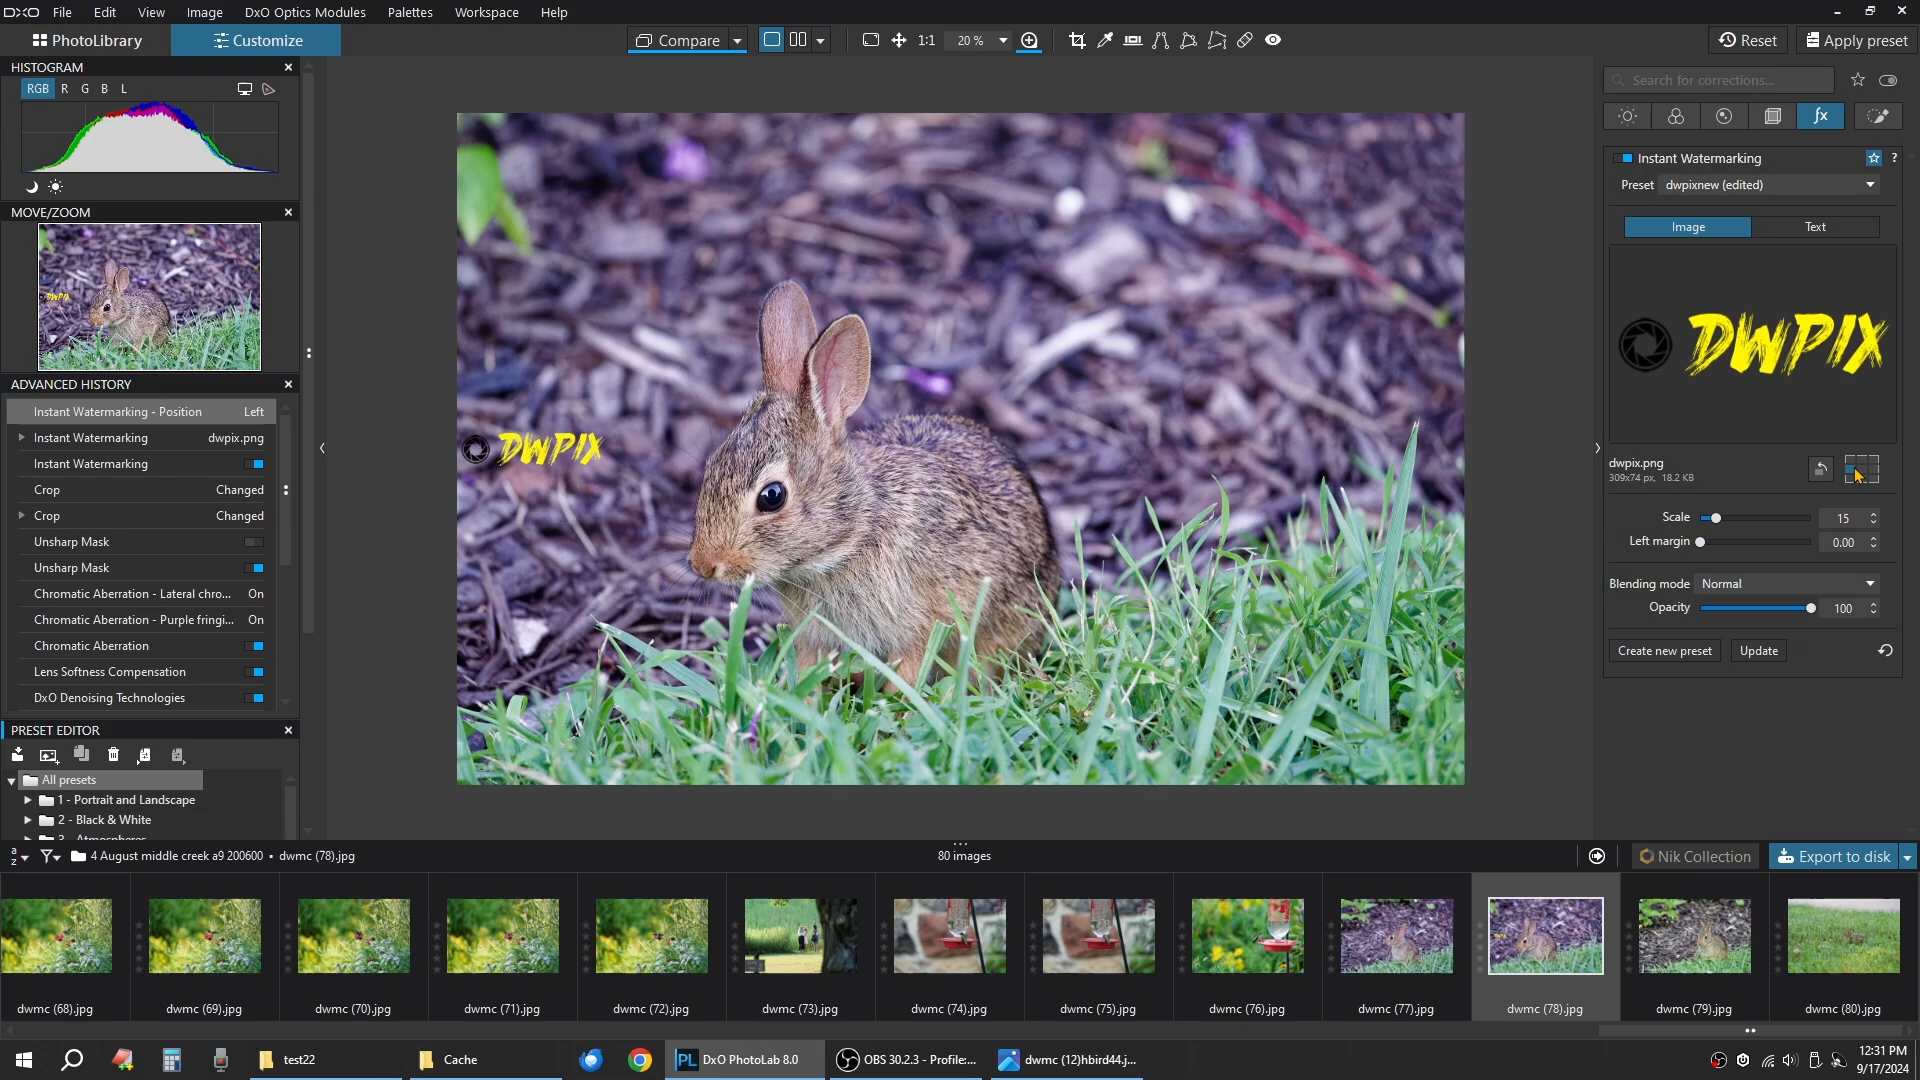 DXO File Edit View Image DxO Optics Modules Palettes Workspace Help
PhotoLibrary Customize Compare 1:1 20 % Reset Apply preset
HISTOGRAM
RGB R G B L
MOVE/ZOOM
DWPIX
ADVANCED HISTORY
Instant Watermarking - Position Left
Instant Watermarking dwpix.png
Instant Watermarking
Crop Changed
Crop Changed
Unsharp Mask
Unsharp Mask
Chromatic Aberration - Lateral chro... On
Chromatic Aberration - Purple fringi... On
Chromatic Aberration
Lens Softness Compensation
DxO Denoising Technologies
PRESET EDITOR
All presets
1 - Portrait and Landscape
2 - Black & White
3 - Atmospheres
DWPIX
Search for corrections...
fx
Instant Watermarking ?
Preset dwpixnew (edited)
Image Text
DWPIX
dwpix.png
309x74 px, 18.2 KB
Scale 15
Left margin 0.00
Blending mode Normal
Opacity 100
Create new preset Update
a
z
4 August middle creek a9 200600 • dwmc (78).jpg 80 images Nik Collection Export to disk
dwmc (68).jpg dwmc (69).jpg dwmc (70).jpg dwmc (71).jpg dwmc (72).jpg dwmc (73).jpg dwmc (74).jpg dwmc (75).jpg dwmc (76).jpg dwmc (77).jpg dwmc (78).jpg dwmc (79).jpg dwmc (80).jpg
test22 Cache PL DxO PhotoLab 8.0 OBS 30.2.3 - Profile:... dwmc (12)hbird44.j...
12:31 PM
9/17/2024